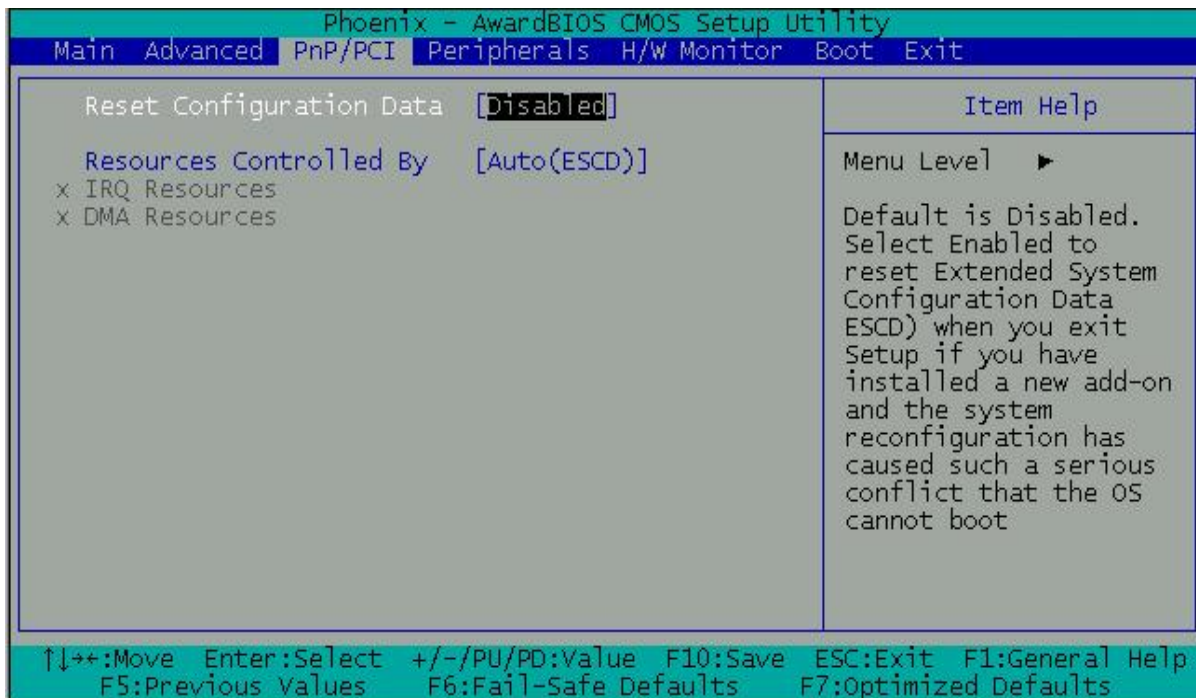 Phoenix - AwardBIOS CMOS Setup Utility
Main Advanced PnP/PCI Peripherals H/W Monitor Boot Exit
Reset Configuration Data [Disabled]
Resources Controlled By [Auto(ESCD)]
x IRQ Resources
x DMA Resources
Item Help
Menu Level ►
Default is Disabled.
Select Enabled to
reset Extended System
Configuration Data
ESCD) when you exit
Setup if you have
installed a new add-on
and the system
reconfiguration has
caused such a serious
conflict that the OS
cannot boot
↑↓→←:Move Enter:Select +/-/PU/PD:Value F10:Save ESC:Exit F1:General Help
F5:Previous Values F6:Fail-Safe Defaults F7:Optimized Defaults